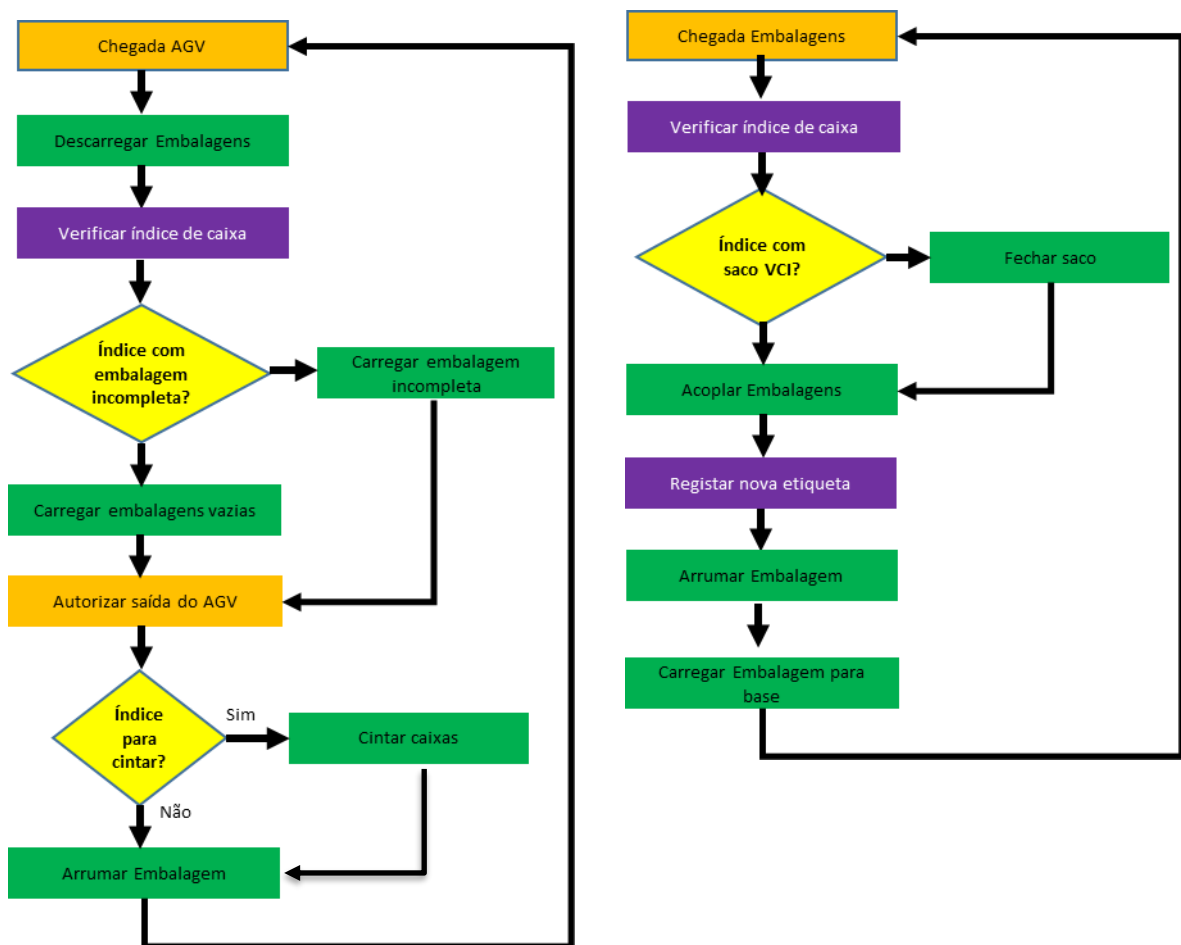 Chegada AGV
Descarregar Embalagens
Verificar índice de caixa
Índice com
embalagem
incompleta?
Carregar embalagem
incompleta
Carregar embalagens vazias
Autorizar saída do AGV
Índice
para
cintar?
Sim
Cintar caixas
Não
Arrumar Embalagem
Chegada Embalagens
Verificar índice de caixa
Índice com
saco VCI?
Fechar saco
Acoplar Embalagens
Registar nova etiqueta
Arrumar Embalagem
Carregar Embalagem para
base